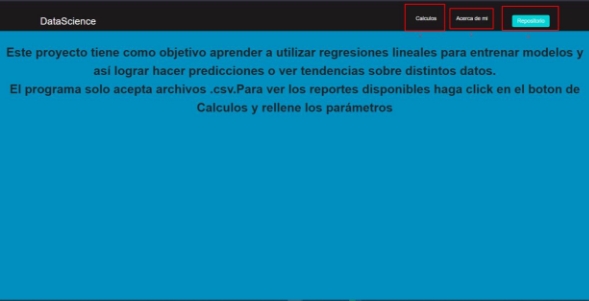 DataScience Calculos Acerca de mi Repositorio
Este proyecto tiene como objetivo aprender a utilizar regresiones lineales para entrenar modelos y
así lograr hacer predicciones o ver tendencias sobre distintos datos.
El programa solo acepta archivos .csv.Para ver los reportes disponibles haga click en el boton de
Calculos y rellene los parámetros